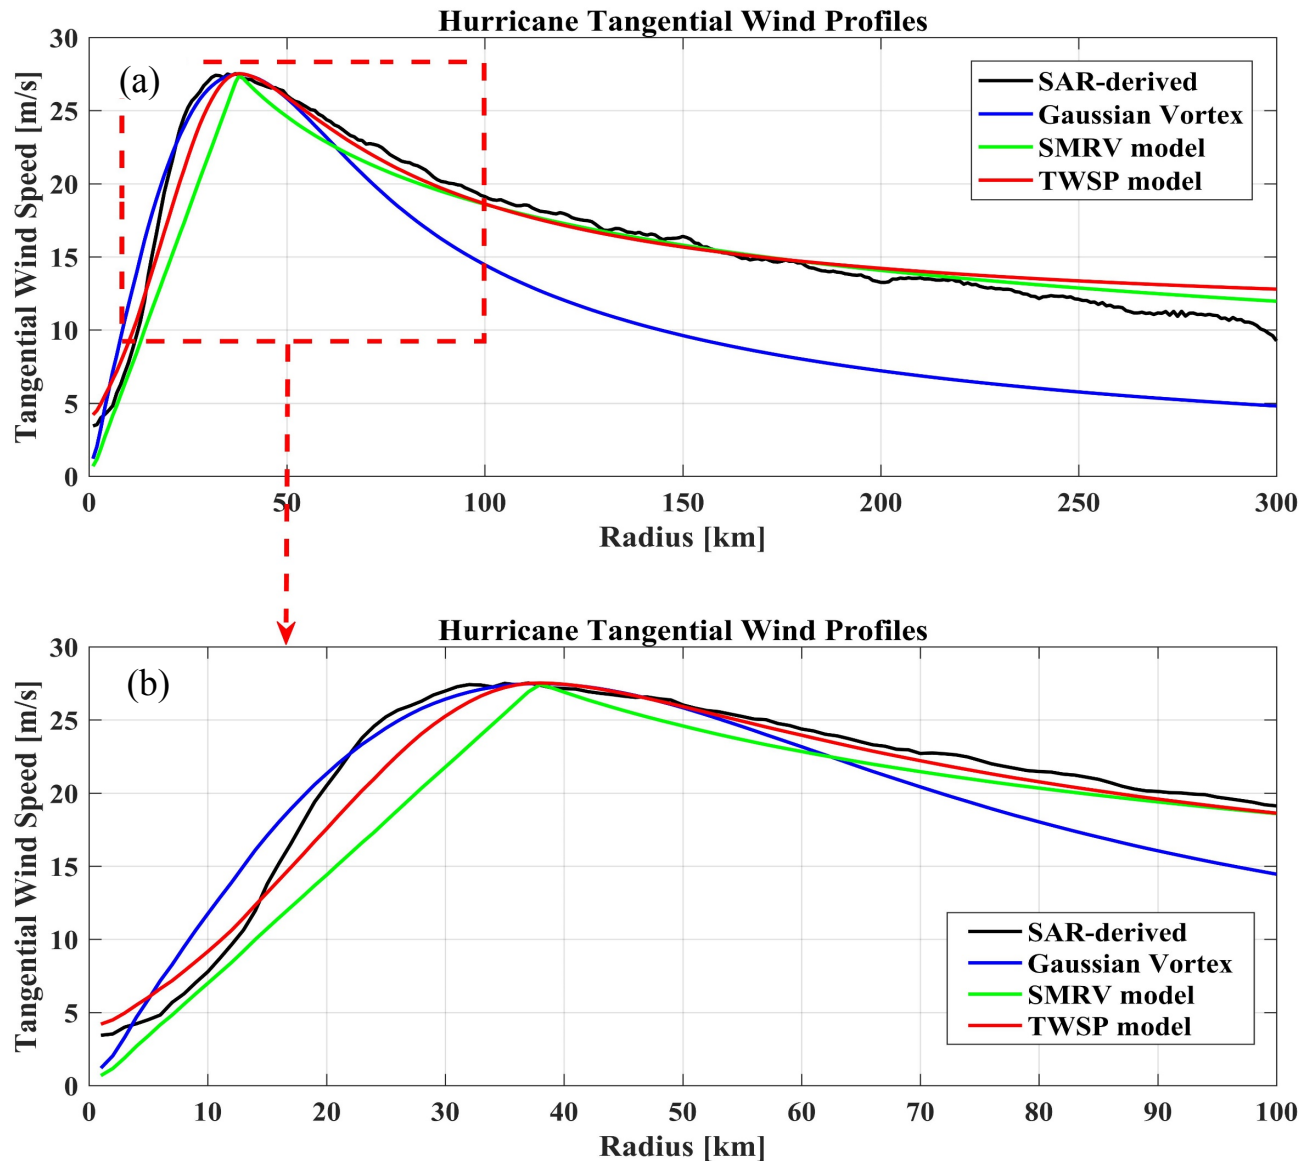 Hurricane Tangential Wind Profiles
(a)
Tangential Wind Speed [m/s]
30
25
20
15
10
5
0
0 50 100 150 200 250 300
Radius [km]
SAR-derived
Gaussian Vortex
SMRV model
TWSP model
Hurricane Tangential Wind Profiles
(b)
Tangential Wind Speed [m/s]
30
25
20
15
10
5
0
0 10 20 30 40 50 60 70 80 90 100
Radius [km]
SAR-derived
Gaussian Vortex
SMRV model
TWSP model